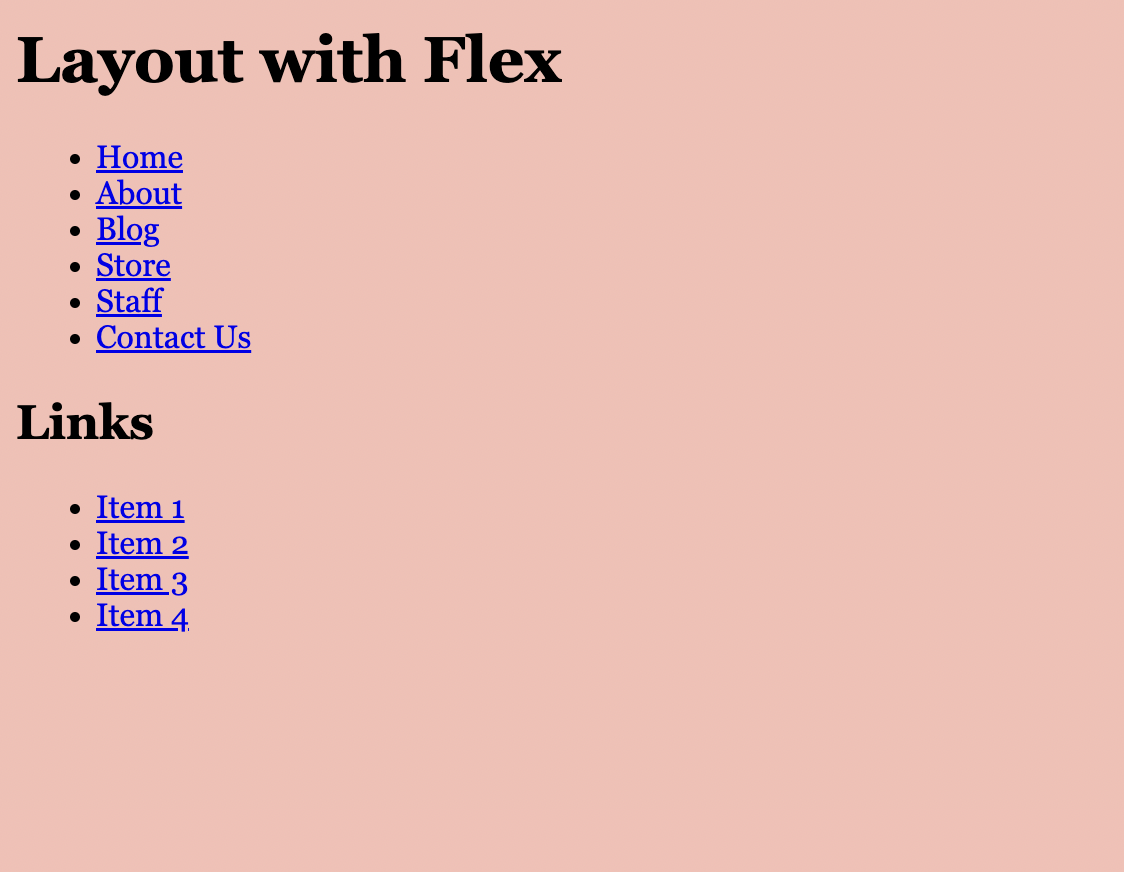 Layout with Flex
Home
About
Blog
Store
Staff
Contact Us
Links
Item 1
Item 2
Item 3
Item 4